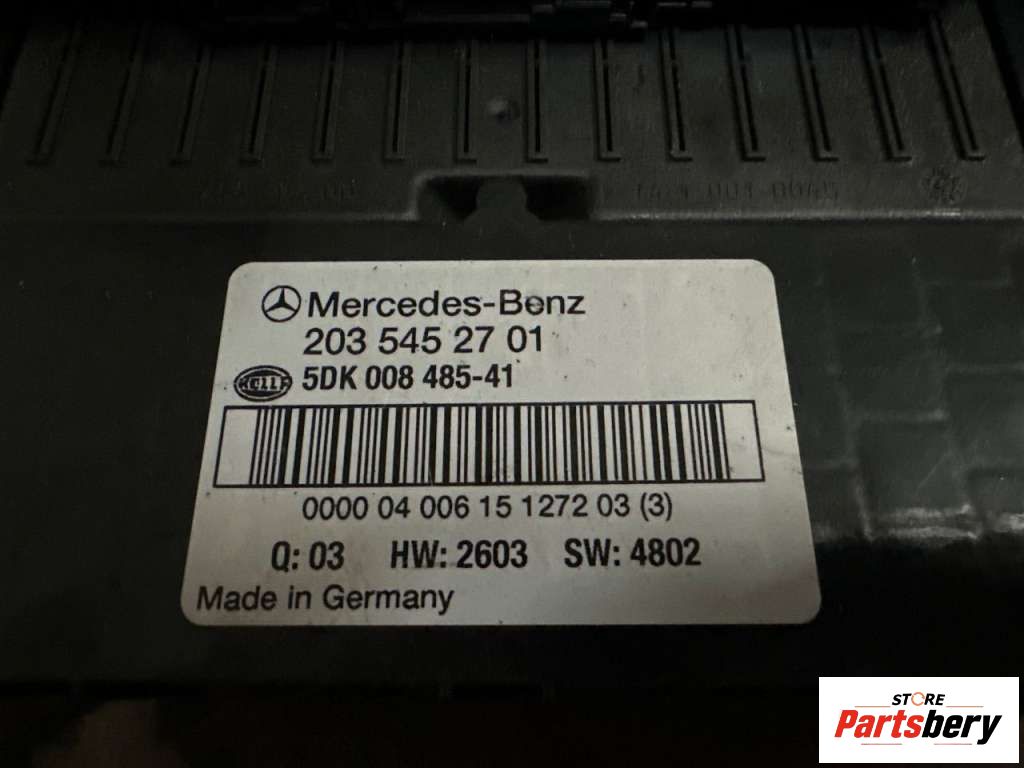 Mercedes-Benz
203 545 27 01
HELLA
5DK 008 485-41
0000 04 006 15 1272 03 (3)
Q: 03 HW: 2603 SW: 4802
Made in Germany
STORE
Partsbery